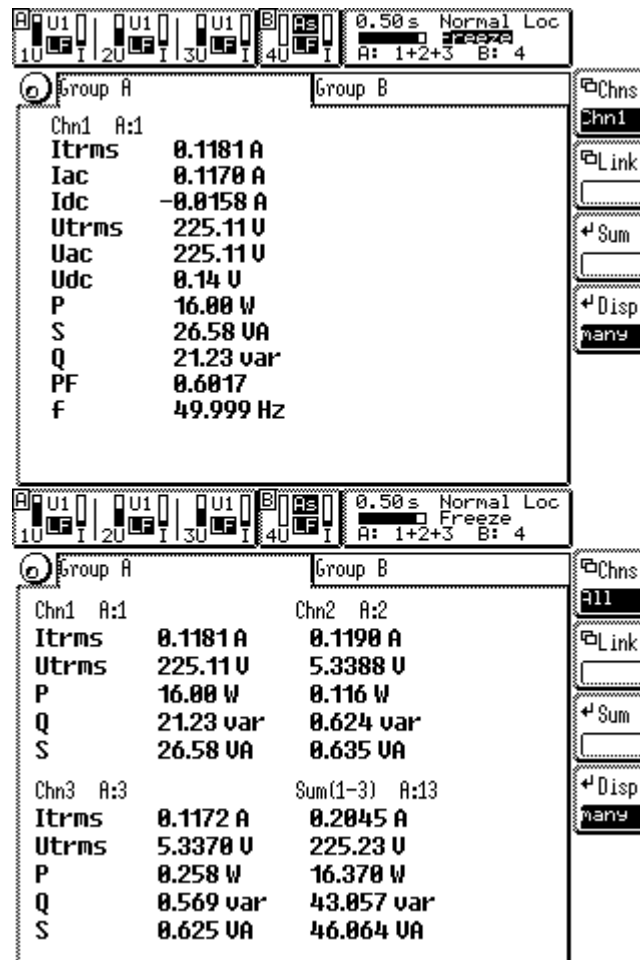 A U1 U1 U1 B As 0.50 s Normal Loc
LF LF LF LF Freeze
1U I 2U I 3U I 4U I A: 1+2+3 B: 4
Group A Group B
Chns
Chn1 A:1
Chn1
Itrms 0.1181 A
Iac 0.1170 A
Link
Idc -0.0158 A
Utrms 225.11 V
Uac 225.11 V
Sum
Udc 0.14 V
P 16.00 W
Disp
S 26.58 VA
many
Q 21.23 var
PF 0.6017
f 49.999 Hz
A U1 U1 U1 B As 0.50 s Normal Loc
LF LF LF LF Freeze
1U I 2U I 3U I 4U I A: 1+2+3 B: 4
Group A Group B
Chns
All
Chn1 A:1 Chn2 A:2
Itrms 0.1181 A 0.1190 A
Link
Utrms 225.11 V 5.3388 V
P 16.00 W 0.116 W
Q 21.23 var 0.624 var
Sum
S 26.58 VA 0.635 VA
Chn3 A:3 Sum(1-3) A:13
Disp
Itrms 0.1172 A 0.2045 A
many
Utrms 5.3370 V 225.23 V
P 0.258 W 16.370 W
Q 0.569 var 43.057 var
S 0.625 VA 46.064 VA